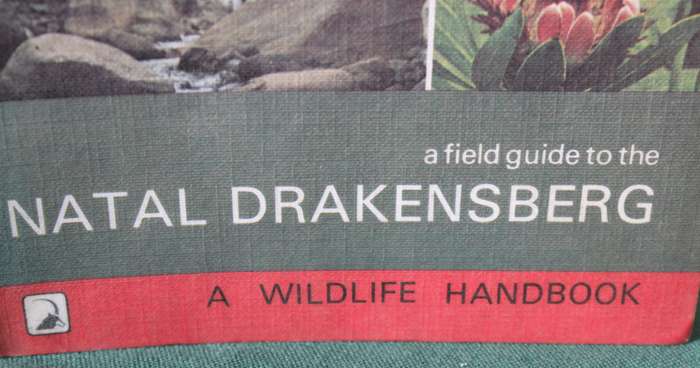 a field guide to the
NATAL DRAKENSBERG
A WILDLIFE HANDBOOK